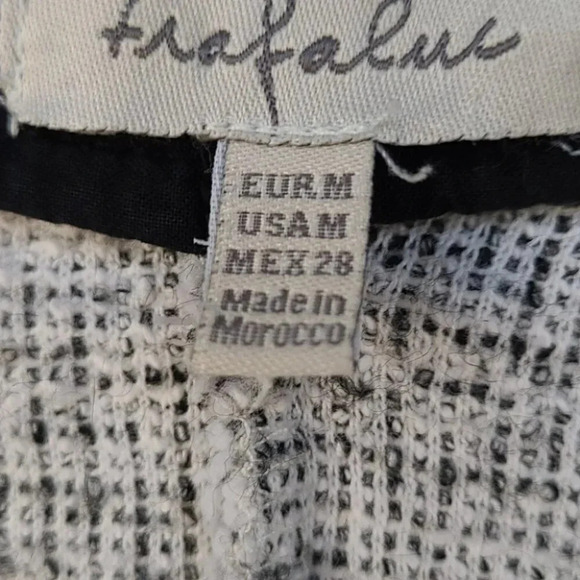 trafaluc
EUR M
USA M
MEX 28
Made in
Morocco